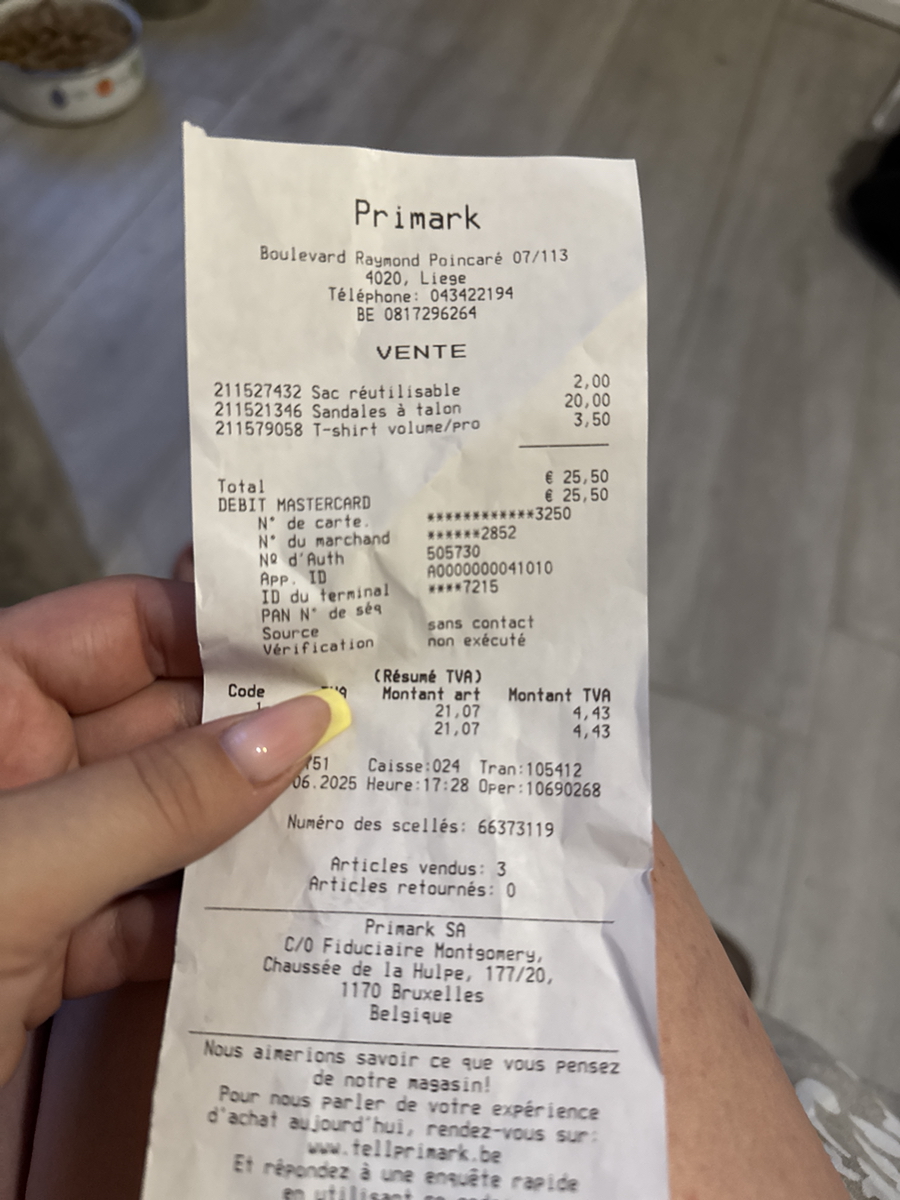 Primark
Boulevard Raymond Poincaré 07/113
4020, Liege
Téléphone: 043422194
BE 0817296264
VENTE
211527432 Sac réutilisable 2,00
211521346 Sandales à talon 20,00
211579058 T-shirt volume/pro 3,50
Total € 25,50
DEBIT MASTERCARD € 25,50
N° de carte. ************3250
N° du marchand ******2852
Nº d'Auth 505730
App. ID A0000000041010
ID du terminal ****7215
PAN N° de séq
Source sans contact
Vérification non exécuté
(Résumé TVA)
Code Montant art Montant TVA
21,07 4,43
21,07 4,43
Caisse:024 Tran:105412
06.2025 Heure:17:28 Oper:10690268
Numéro des scellés: 66373119
Articles vendus: 3
Articles retournés: 0
Primark SA
C/O Fiduciaire Montgomery,
Chaussée de la Hulpe, 177/20,
1170 Bruxelles
Belgique
Nous aimerions savoir ce que vous pensez
de notre magasin!
Pour nous parler de votre expérience
d'achat aujourd'hui, rendez-vous sur:
www.tellprimark.be
Et répondez à une enquête rapide
en utilisant